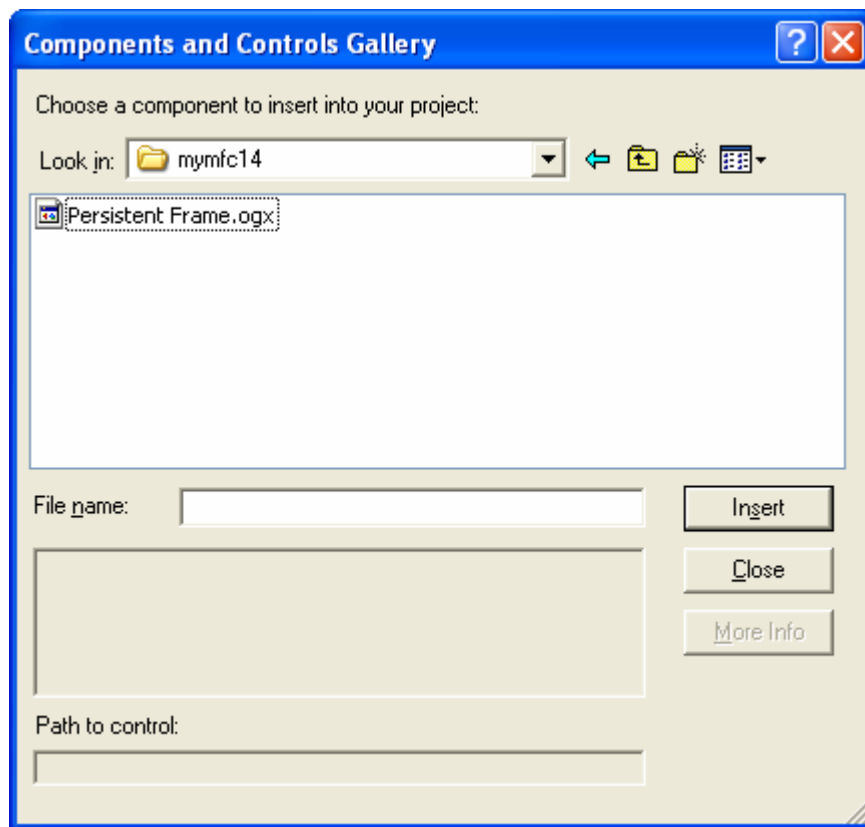 Components and Controls Gallery
Choose a component to insert into your project:
Look in: mymfc14
Persistent Frame.ogx
File name: Insert
Close
More Info
Path to control: